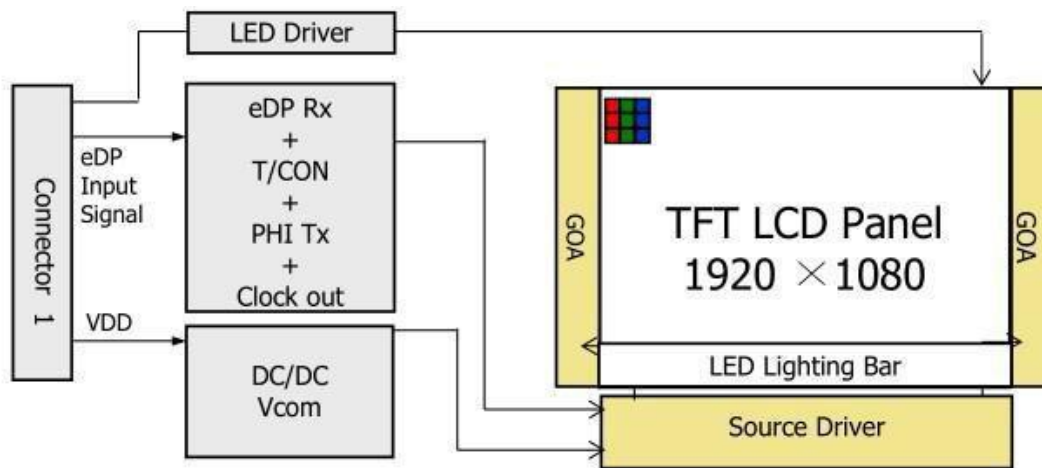 LED Driver
Connector 1
eDP
Input
Signal
VDD
eDP Rx
+
T/CON
+
PHI Tx
+
Clock out
DC/DC
Vcom
GOA
TFT LCD Panel
1920 ×1080
GOA
LED Lighting Bar
Source Driver